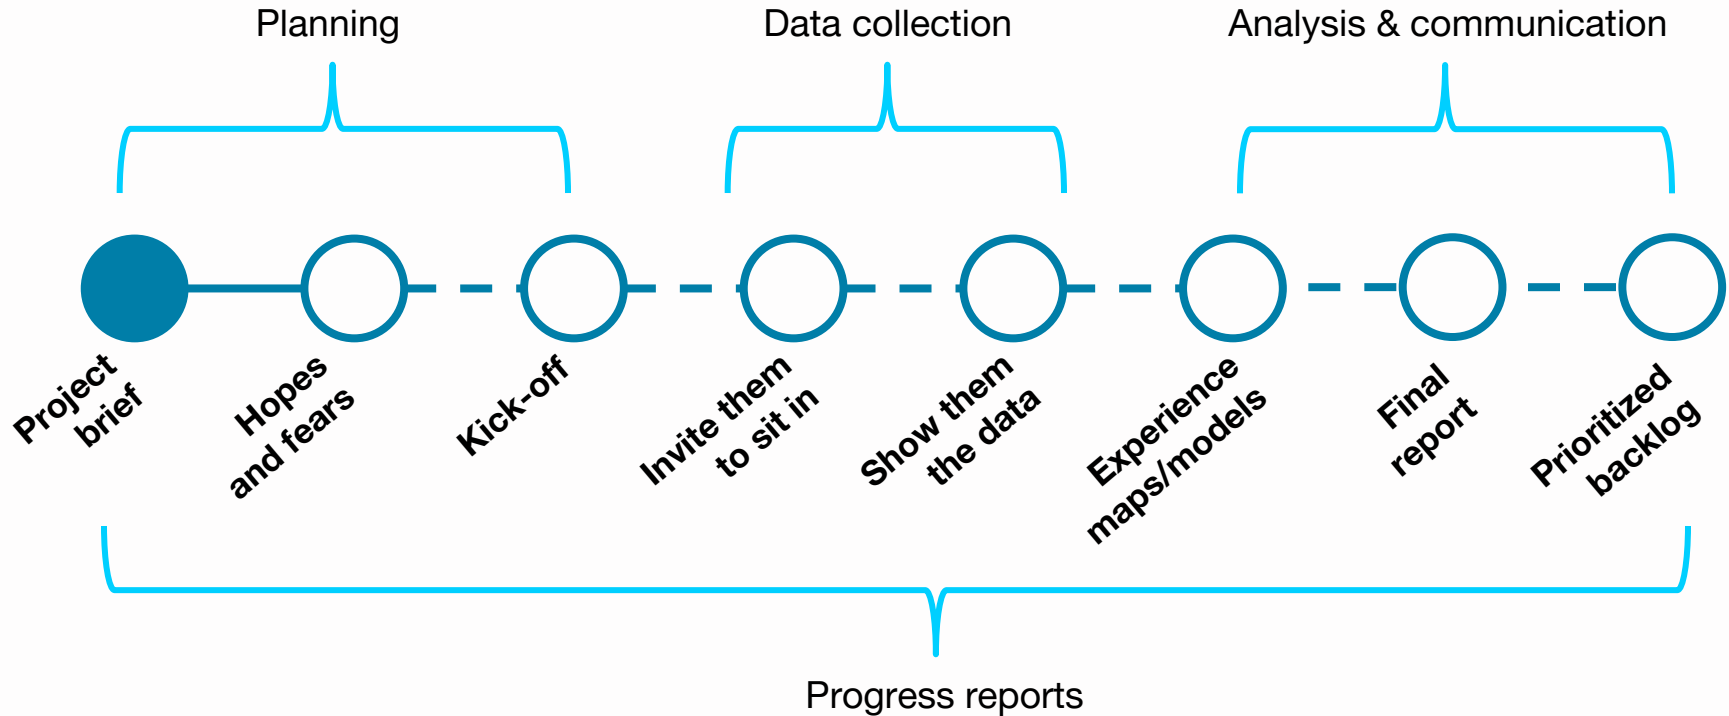 Planning
Data collection
Analysis & communication
Project
brief
Hopes
and fears
Kick-off
Invite them
to sit in
Show them
the data
Experience
maps/models
Final
report
Prioritized
backlog
Progress reports